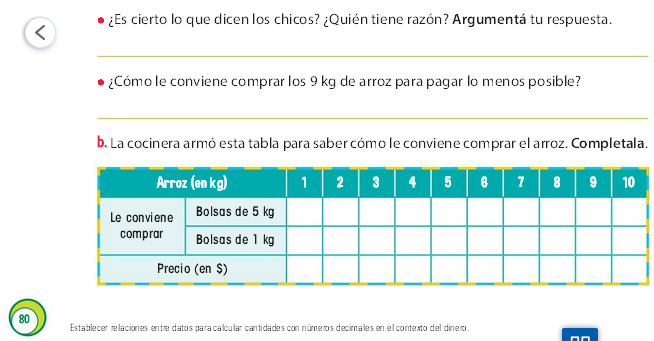 • ¿Es cierto lo que dicen los chicos? ¿Quién tiene razón? Argumentá tu respuesta.
• ¿Cómo le conviene comprar los 9 kg de arroz para pagar lo menos posible?
b. La cocinera armó esta tabla para saber cómo le conviene comprar el arroz. Completala.
Arroz (en kg) 1 2 3 4 5 6 7 8 9 10
Le conviene comprar
Bolsas de 5 kg
Bolsas de 1 kg
Precio (en $)
80
Establecer relaciones entre datos para calcular cantidades con números decimales en el contexto del dinero.